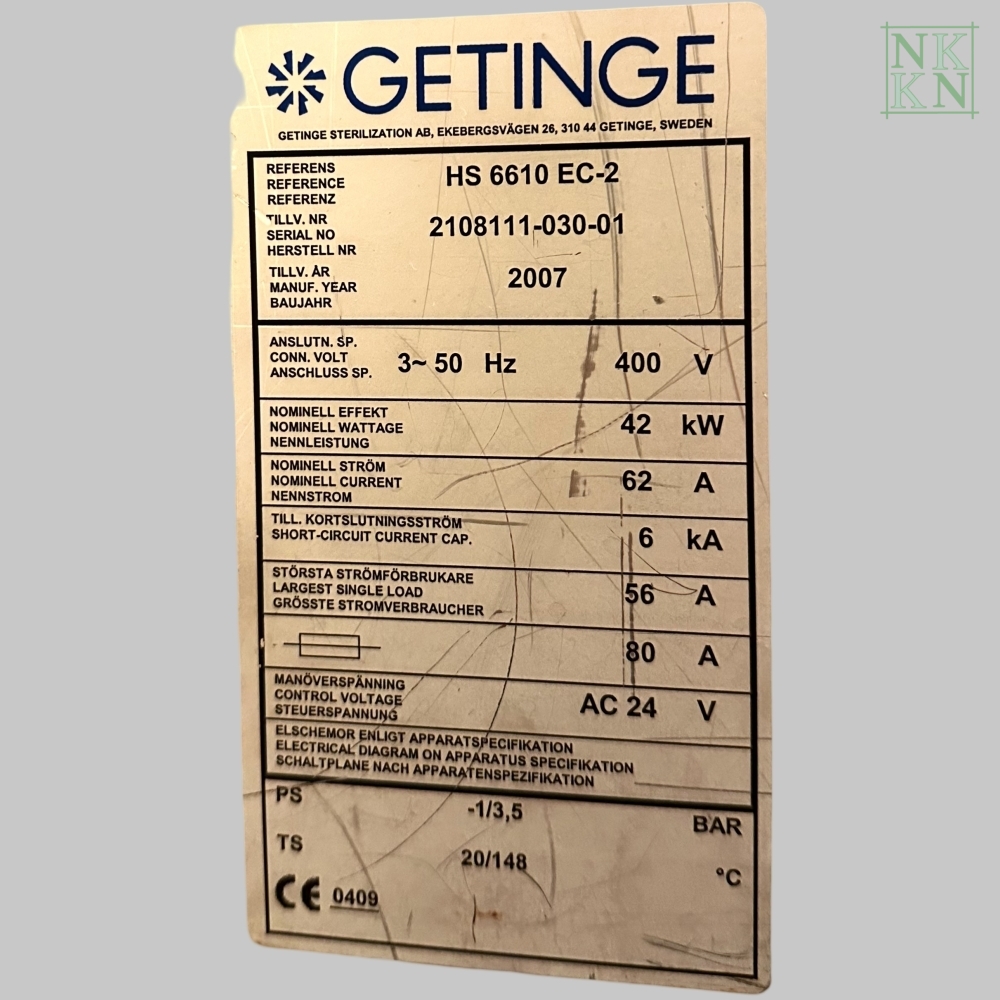 NK
KN
GETINGE
GETINGE STERILIZATION AB, EKEBERGSVÄGEN 26, 310 44 GETINGE, SWEDEN
REFERENS
REFERENCE
REFERENZ
HS 6610 EC-2
TILLV. NR
SERIAL NO
HERSTELL NR
2108111-030-01
TILLV. ÅR
MANUF. YEAR
BAUJAHR
2007
ANSLUTN. SP.
CONN. VOLT
ANSCHLUSS SP.
3~ 50 Hz 400 V
NOMINELL EFFEKT
NOMINELL WATTAGE
NENNLEISTUNG
42 kW
NOMINELL STRÖM
NOMINELL CURRENT
NENNSTROM
62 A
TILL. KORTSLUTNINGSSTRÖM
SHORT-CIRCUIT CURRENT CAP.
6 kA
STÖRSTA STRÖMFÖRBRUKARE
LARGEST SINGLE LOAD
GRÖSSTE STROMVERBRAUCHER
56 A
80 A
MANÖVERSPÄNNING
CONTROL VOLTAGE
STEUERSPANNUNG
AC 24 V
ELSCHEMOR ENLIGT APPARATSPECIFIKATION
ELECTRICAL DIAGRAM ON APPARATUS SPECIFIKATION
SCHALTPLANE NACH APPARATENSPEZIFIKATION
PS -1/3,5 BAR
TS 20/148 °C
CE 0409